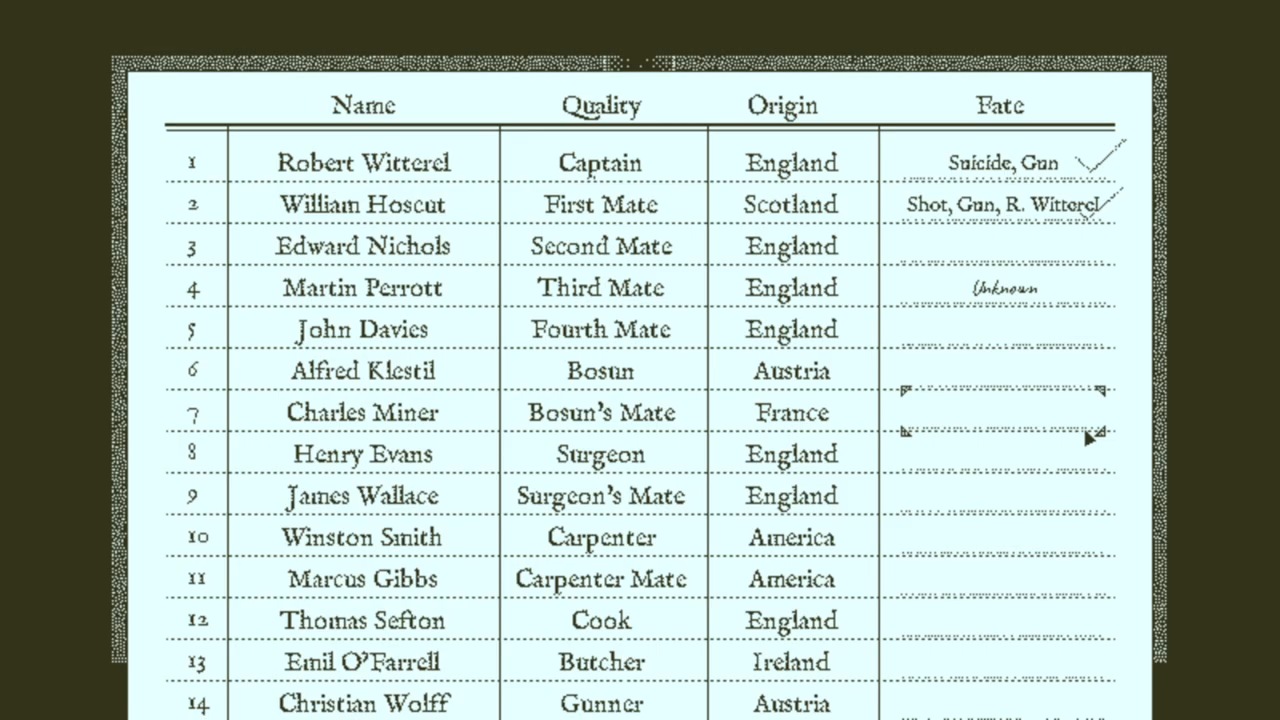 Name Quality Origin Fate
1 Robert Witterel Captain England Suicide, Gun
2 William Hoscut First Mate Scotland Shot, Gun, R. Witterel
3 Edward Nichols Second Mate England
4 Martin Perrott Third Mate England Unknown
5 John Davies Fourth Mate England
6 Alfred Klestil Bosun Austria
7 Charles Miner Bosun's Mate France
8 Henry Evans Surgeon England
9 James Wallace Surgeon's Mate England
10 Winston Smith Carpenter America
11 Marcus Gibbs Carpenter Mate America
12 Thomas Sefton Cook England
13 Emil O'Farrell Butcher Ireland
14 Christian Wolff Gunner Austria